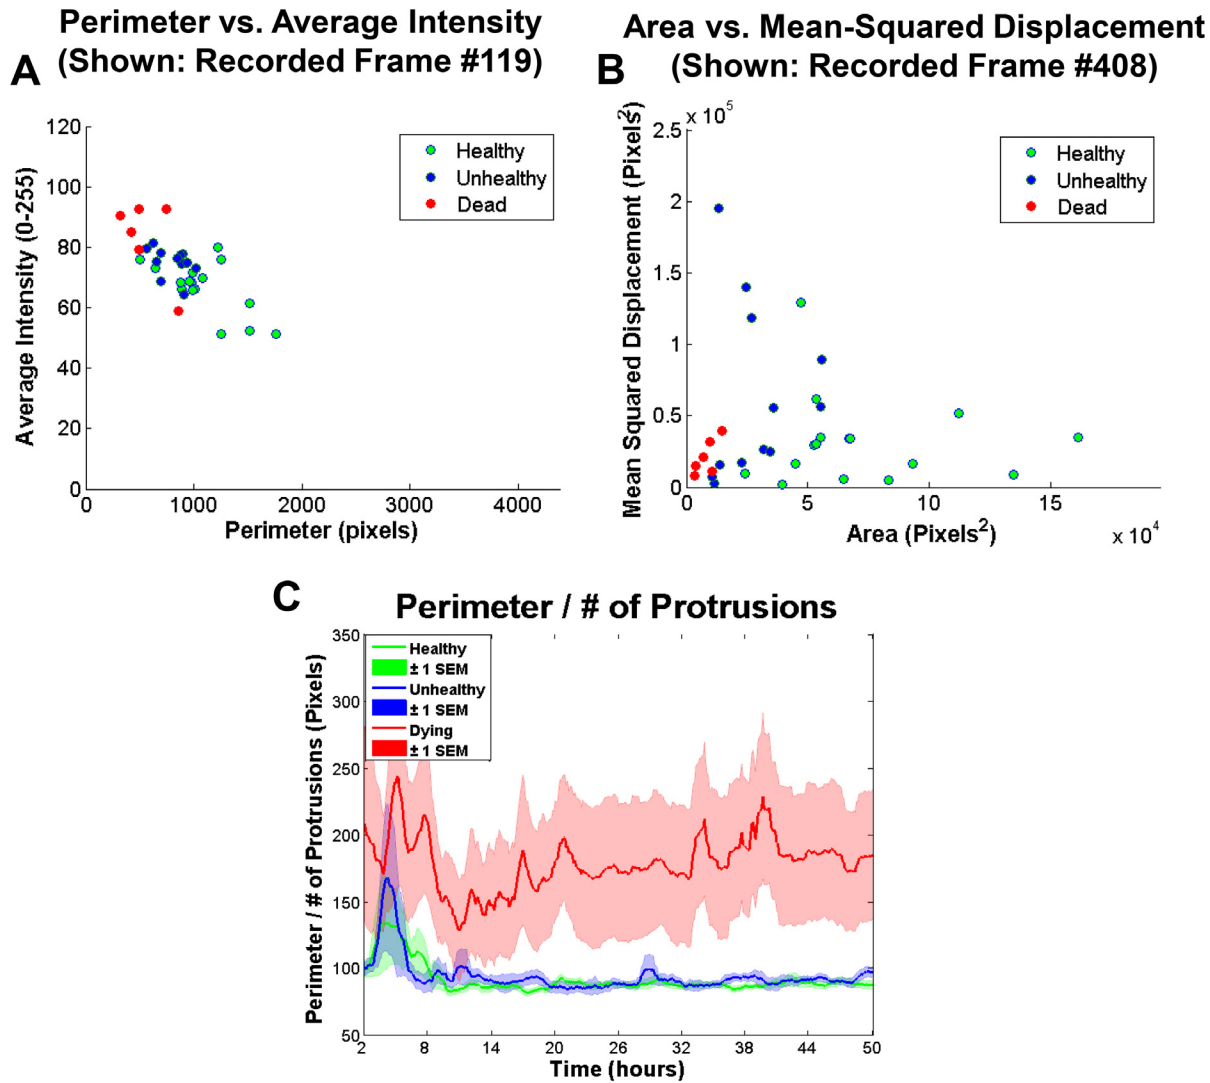 Perimeter vs. Average Intensity
(Shown: Recorded Frame #119)
A
120
100
80
60
40
20
0
Average Intensity (0-255)
Healthy
Unhealthy
Dead
0 1000 2000 3000 4000
Perimeter (pixels)
Area vs. Mean-Squared Displacement
(Shown: Recorded Frame #408)
B
x 10^5
2.5
2
1.5
1
0.5
0
Mean Squared Displacement (Pixels^2)
Healthy
Unhealthy
Dead
0 5 10 15
x 10^4
Area (Pixels^2)
C
Perimeter / # of Protrusions
350
300
250
200
150
100
50
Perimeter / # of Protrusions (Pixels)
Healthy
± 1 SEM
Unhealthy
± 1 SEM
Dying
± 1 SEM
2 8 14 20 26 32 38 44 50
Time (hours)